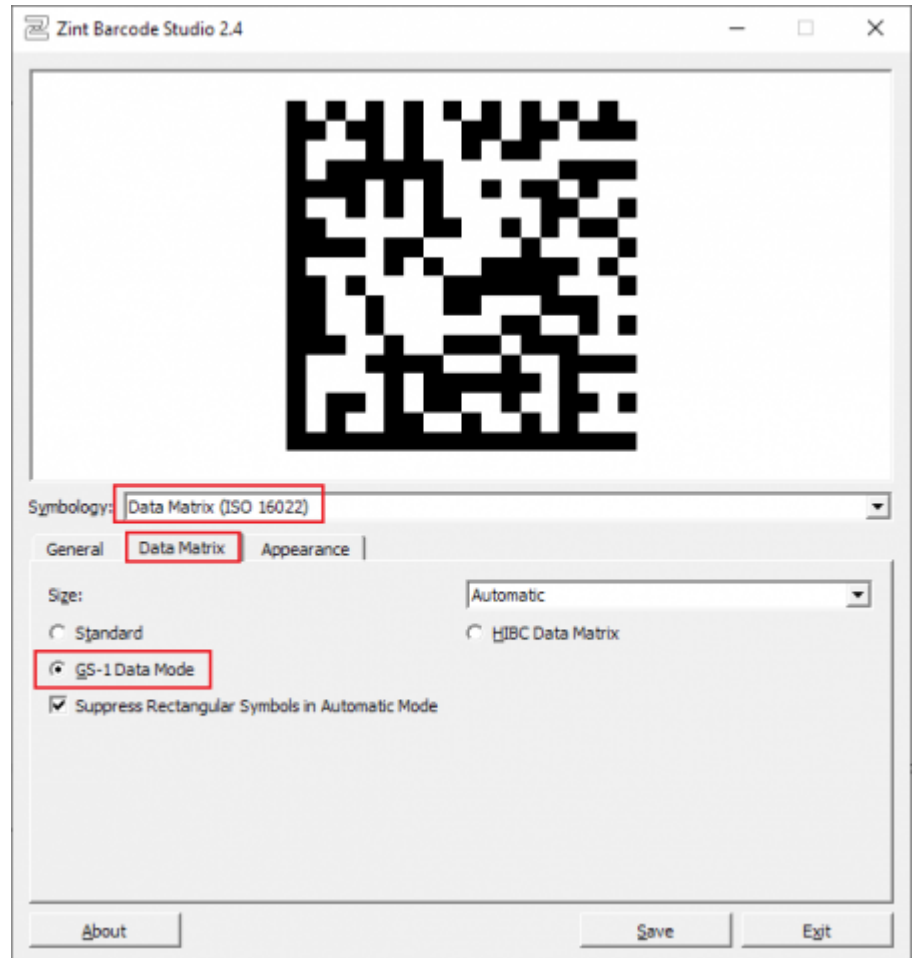 Zint Barcode Studio 2.4
Symbology: Data Matrix (ISO 16022)
General Data Matrix Appearance
Size: Automatic
Standard HIBC Data Matrix
GS-1 Data Mode
Suppress Rectangular Symbols in Automatic Mode
About Save Exit